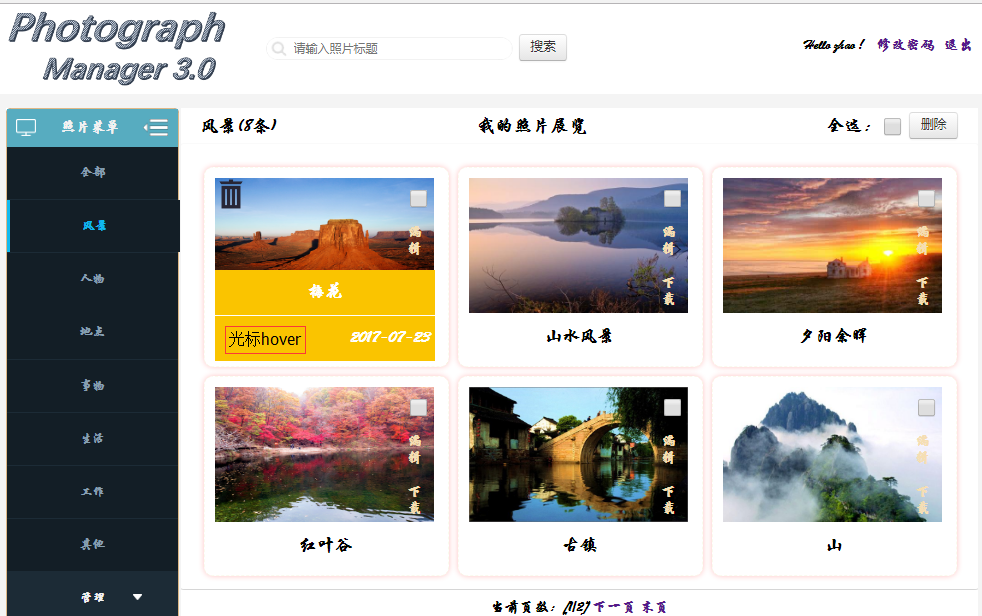 Photograph
Manager 3.0
请输入照片标题
搜索
Hello zhao! 修改密码 退出
照片菜单
全部
风景
人物
地点
事物
生活
工作
其他
管理
风景(8条)
我的照片展览
全选:
删除
编辑
梅花
光标hover
2017-07-23
编辑
下载
山水风景
编辑
下载
夕阳余晖
编辑
下载
红叶谷
编辑
下载
古镇
编辑
下载
山
当前页数: [1/2] 下一页 末页